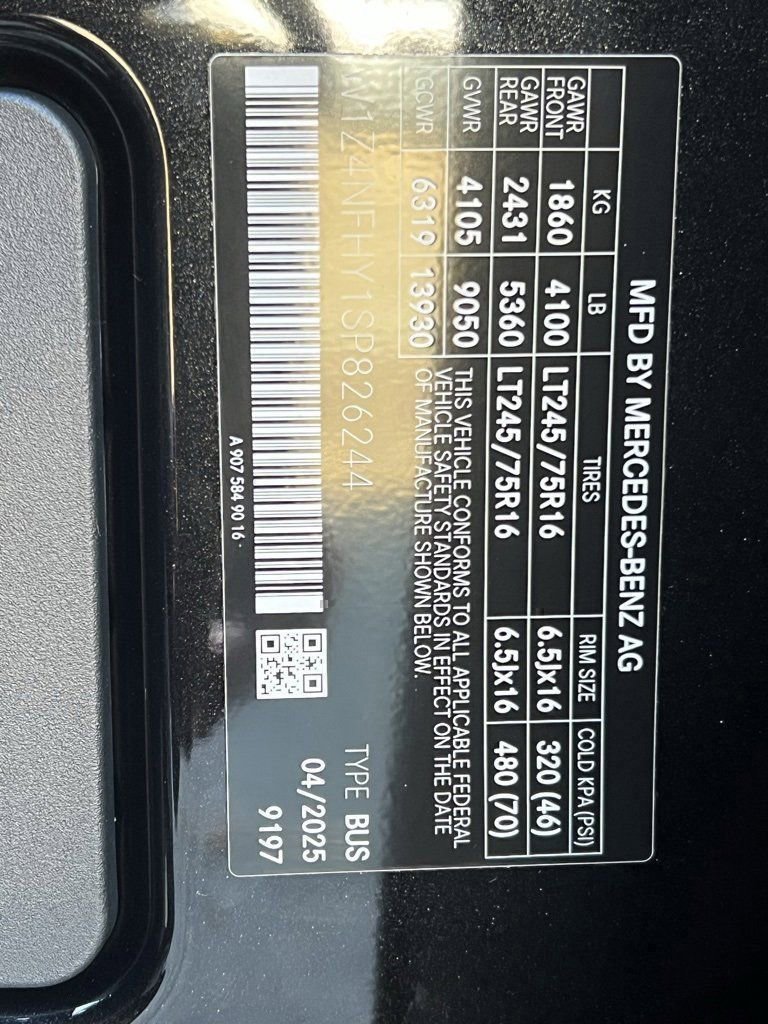 MFD BY MERCEDES-BENZ AG
KG LB TIRES RIM SIZE COLD KPA (PSI)
GAWR FRONT 1860 4100 LT245/75R16 6.5Jx16 320 (46)
GAWR REAR 2431 5360 LT245/75R16 6.5Jx16 480 (70)
GVWR 4105 9050
GCWR 6319 13930
THIS VEHICLE CONFORMS TO ALL APPLICABLE FEDERAL
VEHICLE SAFETY STANDARDS IN EFFECT ON THE DATE
OF MANUFACTURE SHOWN BELOW.
W1Z4NFHY1SP826244 TYPE BUS
04/2025
9197
A 907 584 90 16